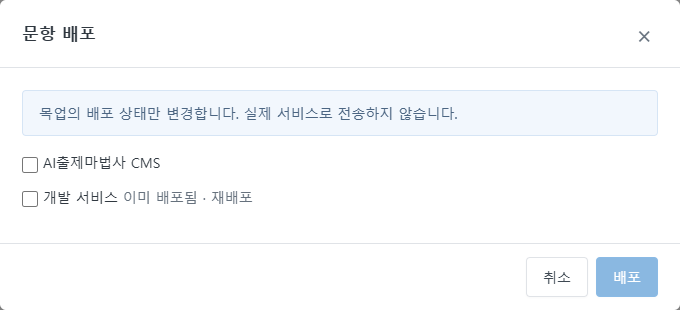 문항 배포
×
목업의 배포 상태만 변경합니다. 실제 서비스로 전송하지 않습니다.
AI출제마법사 CMS
개발 서비스 이미 배포됨 · 재배포
취소 배포